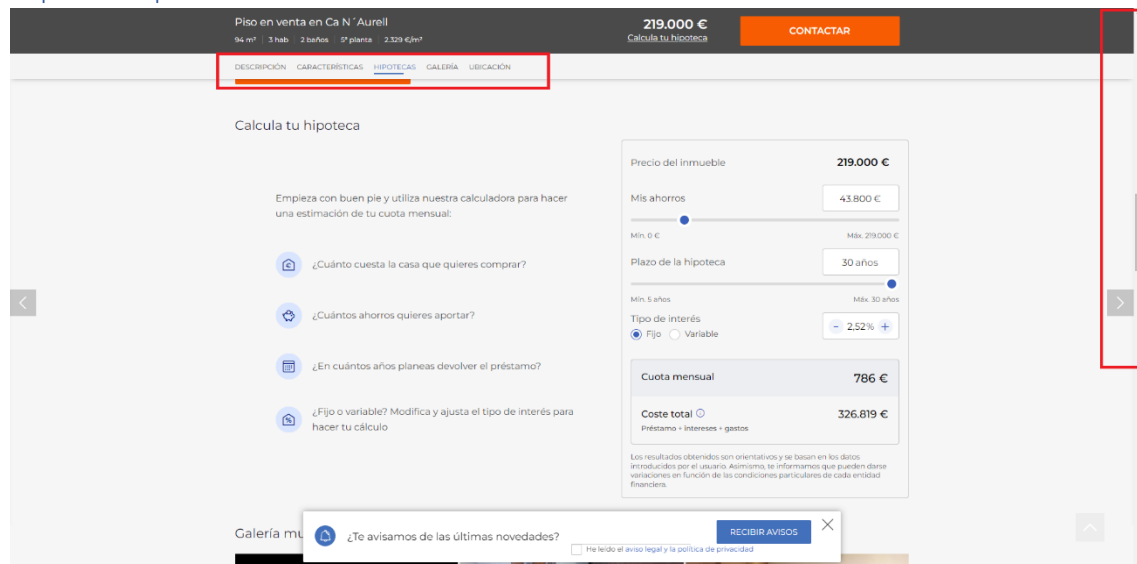 Piso en venta en Ca N´Aurell
94 m² | 3 hab | 2 baños | 5ª planta | 2.329 €/m²
219.000 €
Calcula tu hipoteca
CONTACTAR
DESCRIPCIÓN CARACTERÍSTICAS HIPOTECAS GALERÍA UBICACIÓN
Calcula tu hipoteca
Empieza con buen pie y utiliza nuestra calculadora para hacer
una estimación de tu cuota mensual:
¿Cuánto cuesta la casa que quieres comprar?
¿Cuántos ahorros quieres aportar?
¿En cuántos años planeas devolver el préstamo?
¿Fijo o variable? Modifica y ajusta el tipo de interés para
hacer tu cálculo
Precio del inmueble 219.000 €
Mis ahorros 43.800 €
Mín. 0 € Máx. 219.000 €
Plazo de la hipoteca 30 años
Mín. 5 años Máx. 30 años
Tipo de interés
Fijo Variable
− 2,52% +
Cuota mensual 786 €
Coste total 326.819 €
Préstamo + intereses + gastos
Los resultados obtenidos son orientativos y se basan en los datos
introducidos por el usuario. Asimismo, te informamos que pueden darse
variaciones en función de las condiciones particulares de cada entidad
financiera.
Galería mu
¿Te avisamos de las últimas novedades?
RECIBIR AVISOS
He leído el aviso legal y la política de privacidad